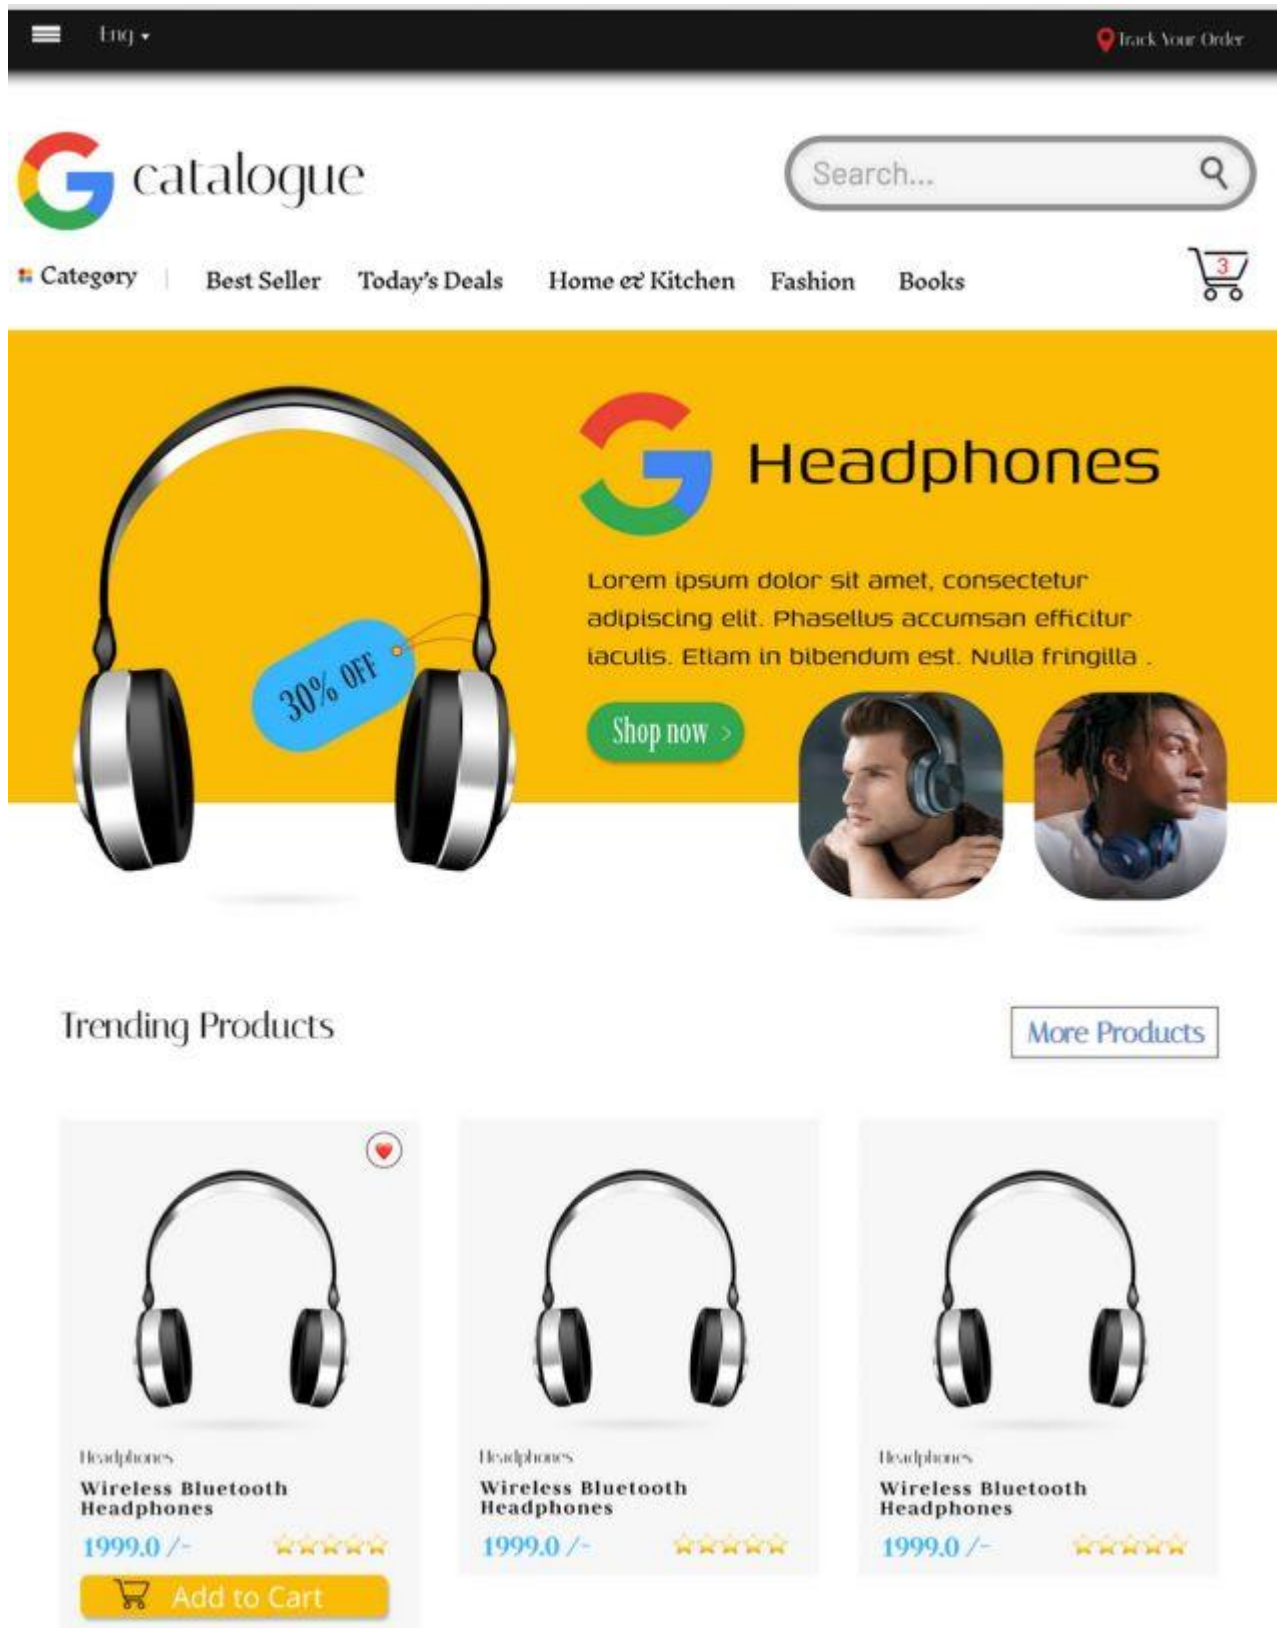 Eng
Track Your Order
catalogue
Search...
Category
Best Seller
Today's Deals
Home & Kitchen
Fashion
Books
3
Headphones
Lorem ipsum dolor sit amet, consectetur
adipiscing elit. Phasellus accumsan efficitur
iaculis. Etiam in bibendum est. Nulla fringilla .
30% OFF
Shop now >
Trending Products
More Products
Headphones
Wireless Bluetooth
Headphones
1999.0 /-
Add to Cart
Headphones
Wireless Bluetooth
Headphones
1999.0 /-
Headphones
Wireless Bluetooth
Headphones
1999.0 /-